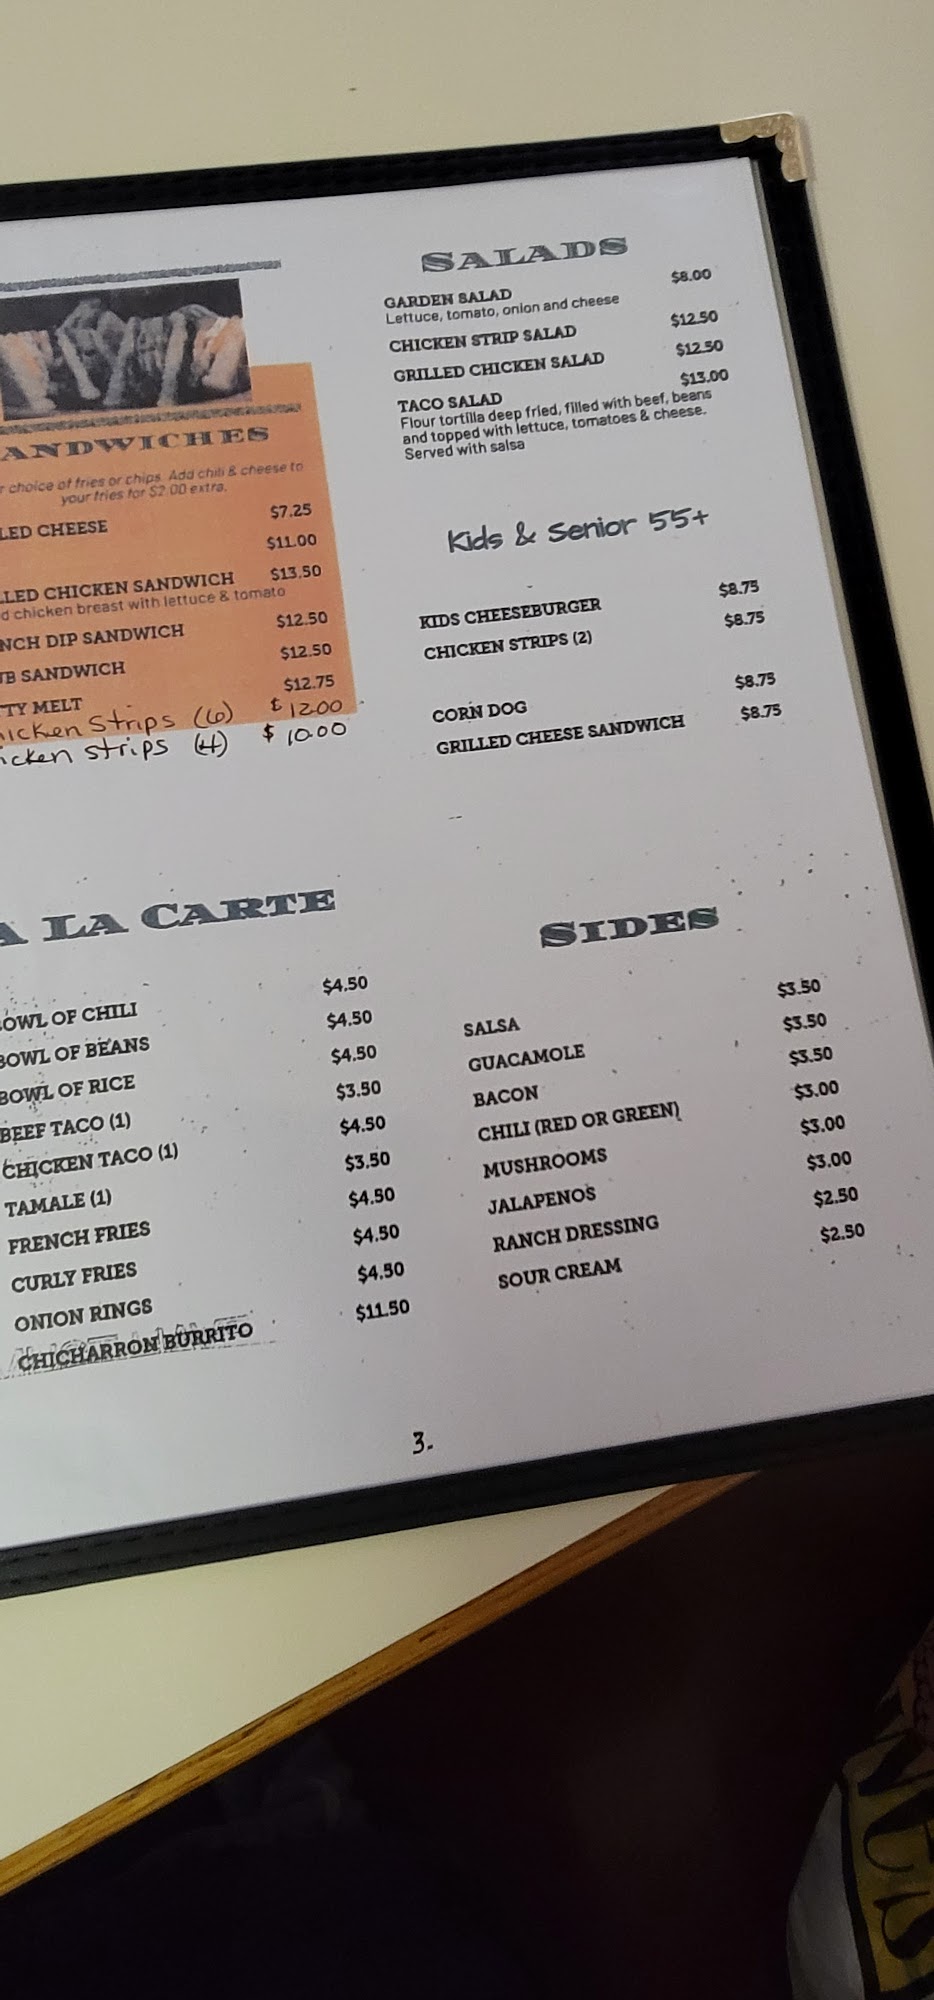 SALADS
GARDEN SALAD $8.00
Lettuce, tomato, onion and cheese
CHICKEN STRIP SALAD $12.50
GRILLED CHICKEN SALAD $12.50
TACO SALAD $13.00
Flour tortilla deep fried, filled with beef, beans
and topped with lettuce, tomatoes & cheese.
Served with salsa
ANDWICHES
r choice of fries or chips. Add chili & cheese to
your fries for $2.00 extra.
LED CHEESE $7.25
$11.00
LLED CHICKEN SANDWICH $13.50
d chicken breast with lettuce & tomato
NCH DIP SANDWICH $12.50
UB SANDWICH $12.50
TY MELT $12.75
hicken Strips (6) $ 12.00
icken strips (4) $ 10.00
Kids & Senior 55+
KIDS CHEESEBURGER $8.75
CHICKEN STRIPS (2) $8.75
CORN DOG $8.75
GRILLED CHEESE SANDWICH $8.75
A LA CARTE
BOWL OF CHILI $4.50
BOWL OF BEANS $4.50
BOWL OF RICE $4.50
BEEF TACO (1) $3.50
CHICKEN TACO (1) $4.50
TAMALE (1) $3.50
FRENCH FRIES $4.50
CURLY FRIES $4.50
ONION RINGS $4.50
CHICHARRON BURRITO $11.50
SIDES
SALSA $3.50
GUACAMOLE $3.50
BACON $3.50
CHILI (RED OR GREEN) $3.00
MUSHROOMS $3.00
JALAPENOS $3.00
RANCH DRESSING $2.50
SOUR CREAM $2.50
3.